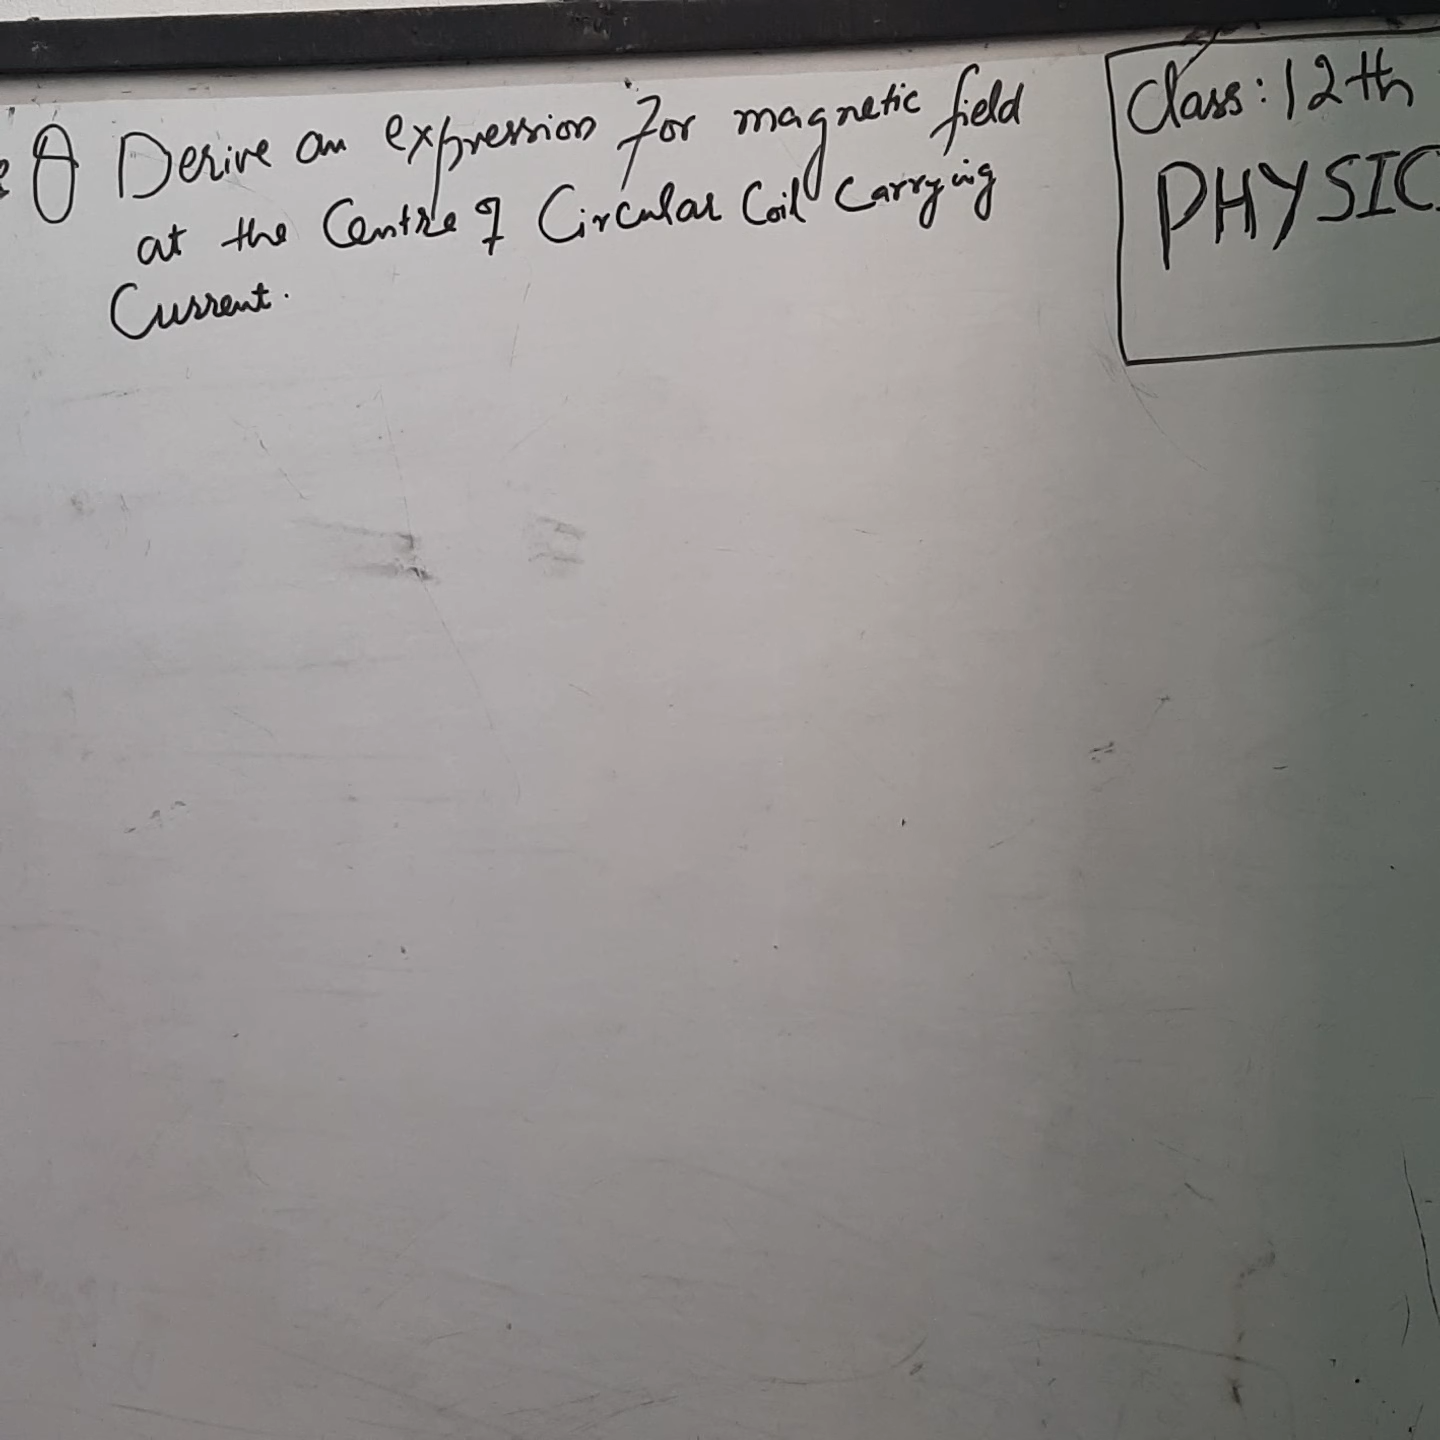 Q Derive an expression for magnetic field
at the Centre of Circular Coil Carrying
Current.
Class: 12th
PHYSIC